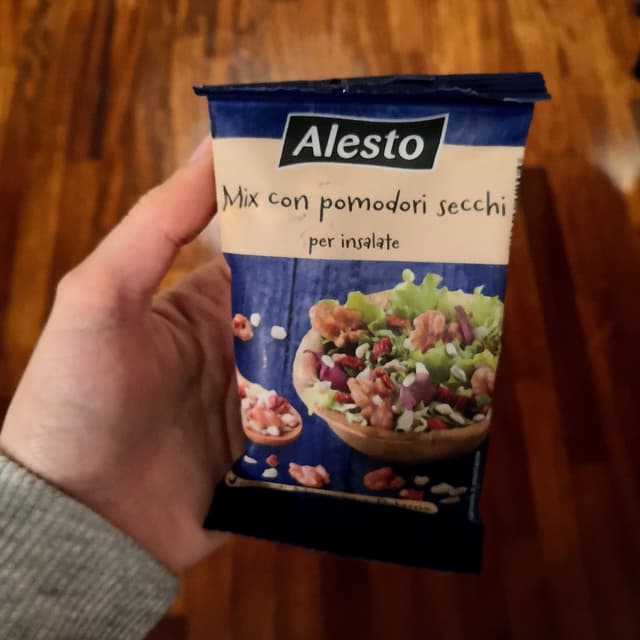 Alesto
Mix con pomodori secchi
per insalate